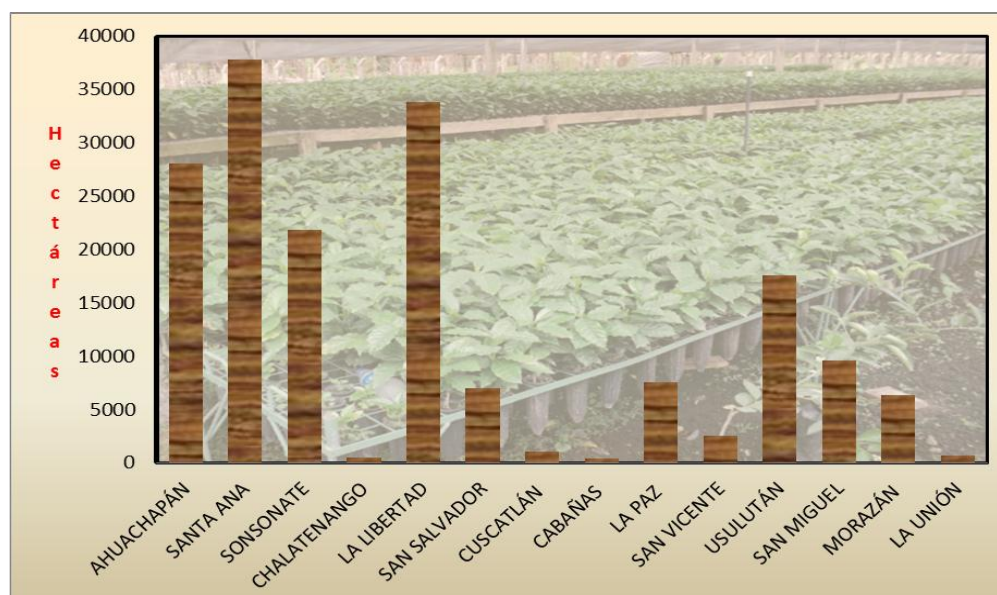 40000
35000
30000
25000
20000
15000
10000
5000
0
Hectáreas
AHUACHAPÁN
SANTA ANA
SONSONATE
CHALATENANGO
LA LIBERTAD
SAN SALVADOR
CUSCATLÁN
CABAÑAS
LA PAZ
SAN VICENTE
USULUTÁN
SAN MIGUEL
MORAZÁN
LA UNIÓN